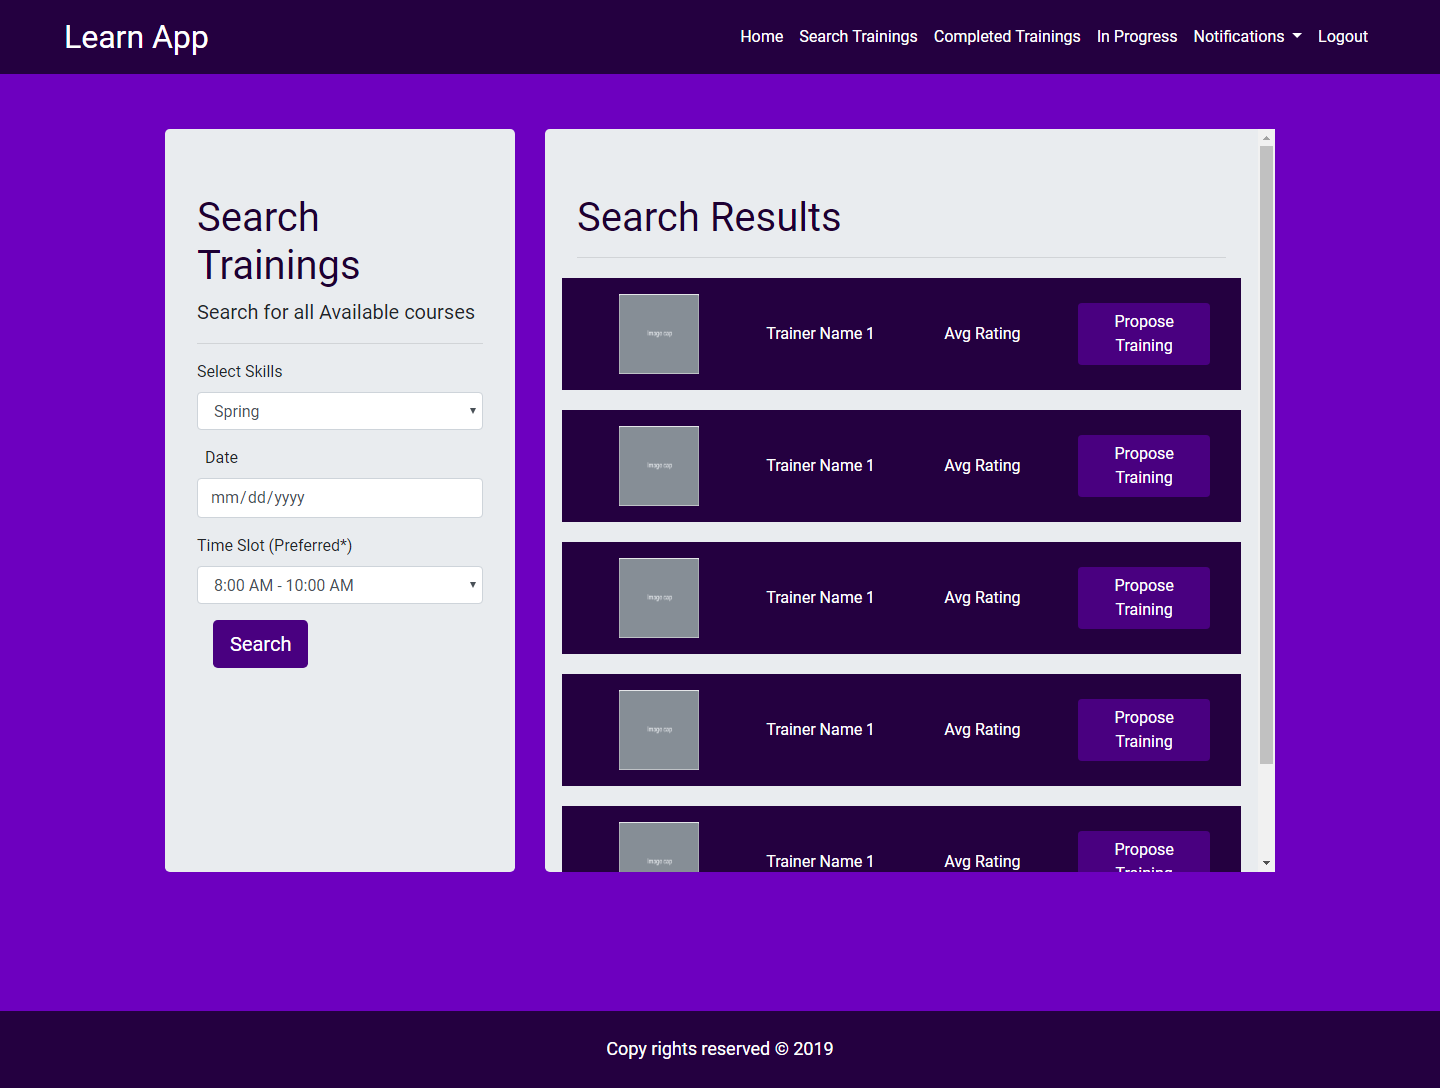 Learn App
Home Search Trainings Completed Trainings In Progress Notifications Logout
Search
Trainings
Search for all Available courses
Select Skills
Spring
Date
mm/dd/yyyy
Time Slot (Preferred*)
8:00 AM - 10:00 AM
Search
Search Results
Image cap
Trainer Name 1
Avg Rating
Propose
Training
Image cap
Trainer Name 1
Avg Rating
Propose
Training
Image cap
Trainer Name 1
Avg Rating
Propose
Training
Image cap
Trainer Name 1
Avg Rating
Propose
Training
Image cap
Trainer Name 1
Avg Rating
Propose
Training
Copy rights reserved © 2019